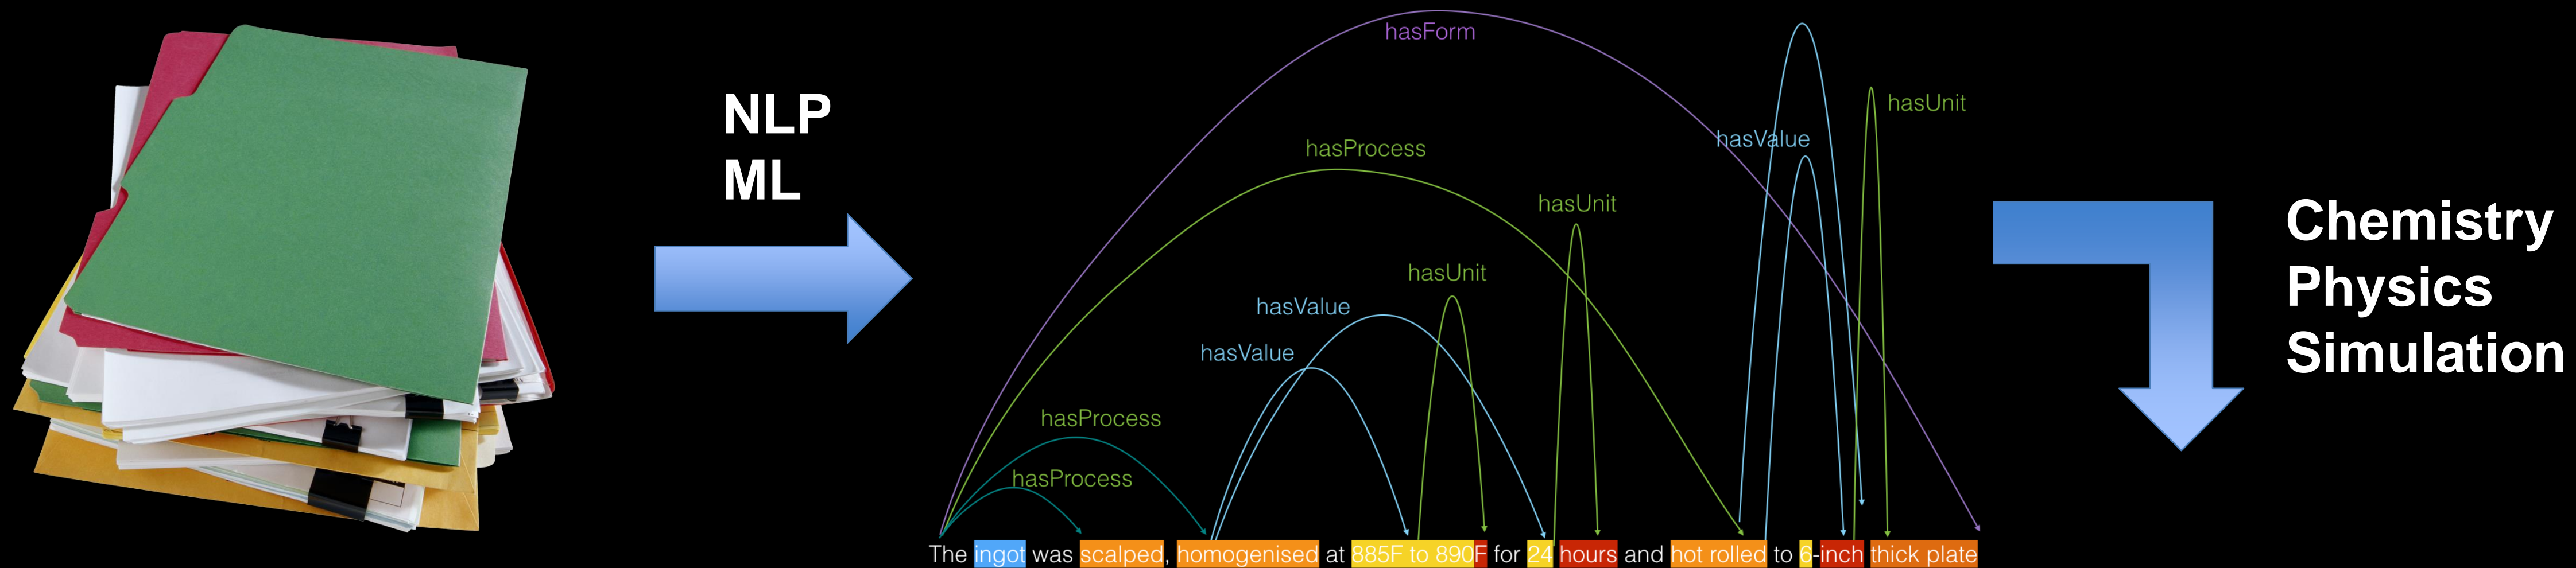 NLP
ML
hasForm
hasUnit
hasValue
hasProcess
hasUnit
hasUnit
hasValue
hasValue
hasProcess
hasProcess
The ingot was scalped, homogenised at 885F to 890F for 24 hours and hot rolled to 6-inch thick plate
Chemistry
Physics
Simulation